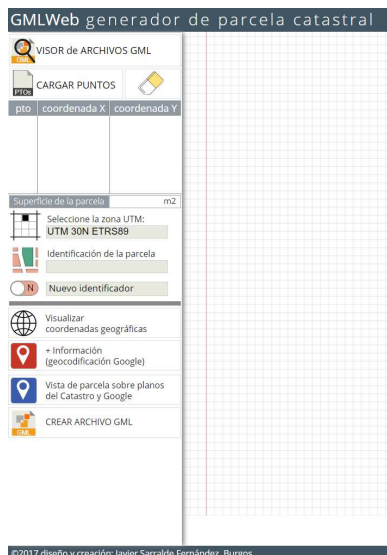 GMLWeb generador de parcela catastral
GML
VISOR de ARCHIVOS GML
PTOs
CARGAR PUNTOS
pto coordenada X coordenada Y
Superficie de la parcela m2
Seleccione la zona UTM:
UTM 30N ETRS89
Identificación de la parcela
N Nuevo identificador
Visualizar
coordenadas geográficas
+ Información
(geocodificación Google)
Vista de parcela sobre planos
del Catastro y Google
GML
CREAR ARCHIVO GML
©2017 diseño y creación: Javier Sarralde Fernández. Burgos